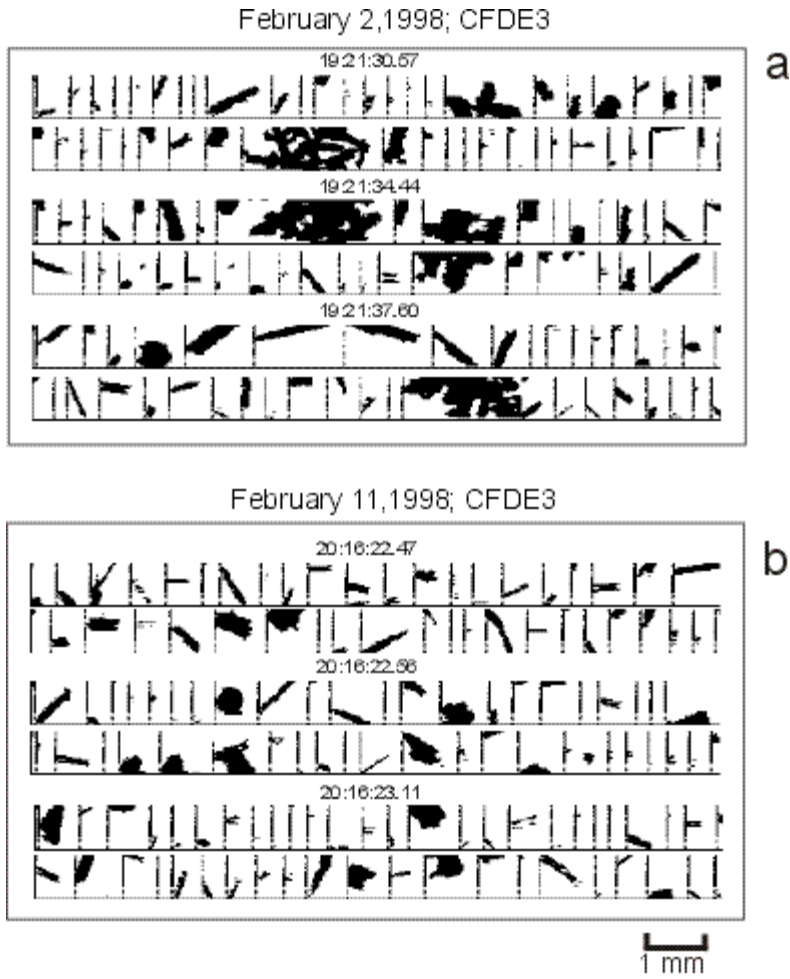 February 2,1998; CFDE3
a
19:21:30.57
19:21:34.44
19:21:37.60
February 11,1998; CFDE3
b
20:16:22.47
20:16:22.56
20:16:23.11
1 mm